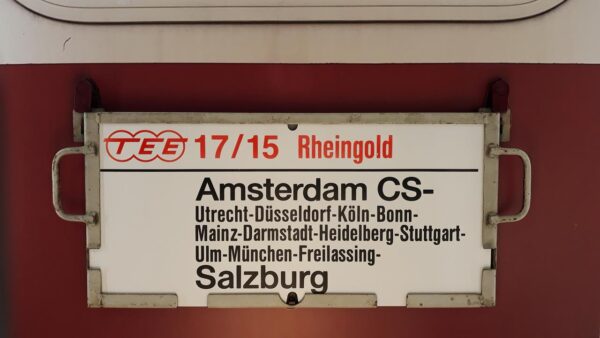 TEE 17/15 Rheingold
Amsterdam CS-
Utrecht-Düsseldorf-Köln-Bonn-
Mainz-Darmstadt-Heidelberg-Stuttgart-
Ulm-München-Freilassing-
Salzburg